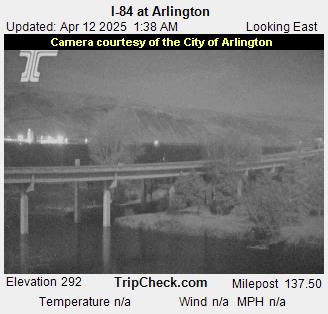 I-84 at Arlington
Updated: Apr 12 2025 1:38 AM Looking East
Camera courtesy of the City of Arlington
Elevation 292 TripCheck.com Milepost 137.50
Temperature n/a Wind n/a MPH n/a